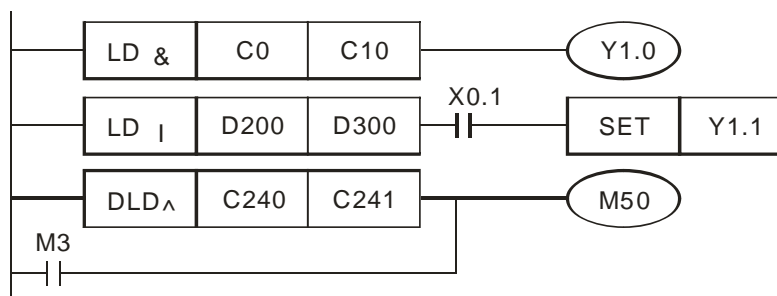 LD & C0 C10 Y1.0
X0.1
LD | D200 D300 SET Y1.1
DLD^ C240 C241 M50
M3